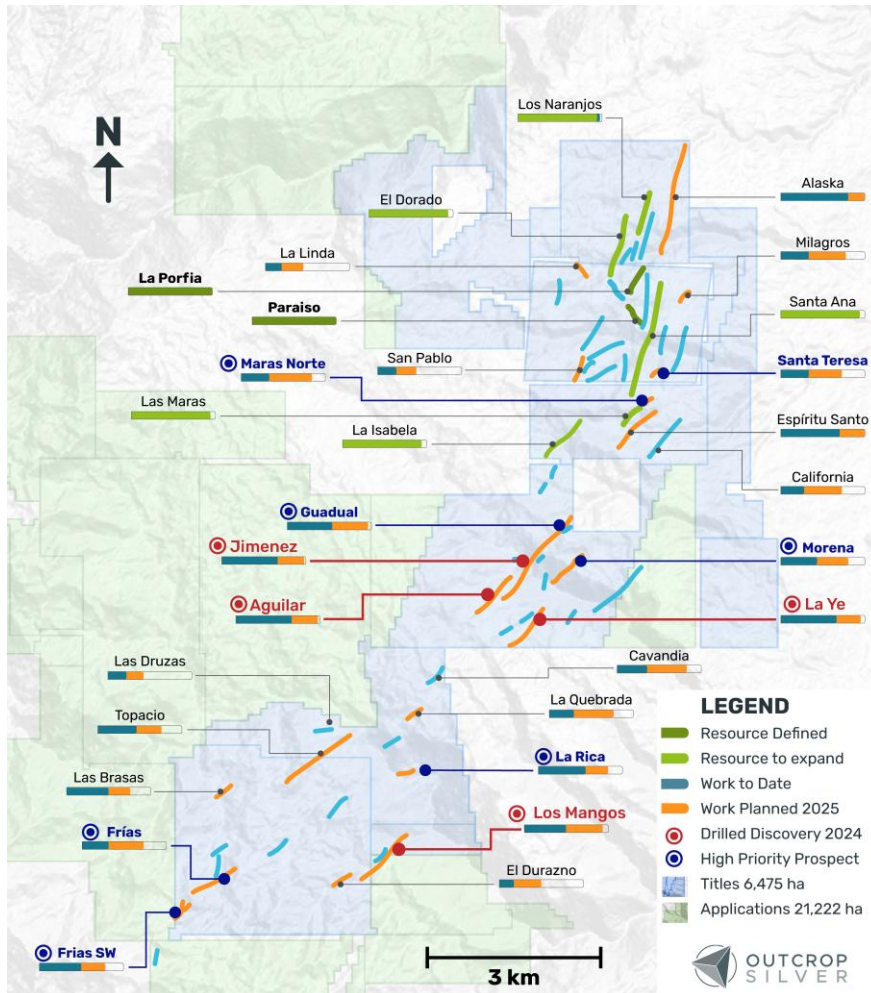 Los Naranjos
N
Alaska
El Dorado
La Linda
Milagros
La Porfia
Santa Ana
Paraiso
San Pablo
Santa Teresa
Maras Norte
Las Maras
Espíritu Santo
La Isabela
California
Guadual
Jimenez
Morena
Aguilar
La Ye
Las Druzas
Cavandia
Topacio
La Quebrada
Las Brasas
La Rica
Frías
Los Mangos
El Durazno
Frias SW
3 km
LEGEND
Resource Defined
Resource to expand
Work to Date
Work Planned 2025
Drilled Discovery 2024
High Priority Prospect
Titles 6,475 ha
Applications 21,222 ha
OUTCROP
SILVER